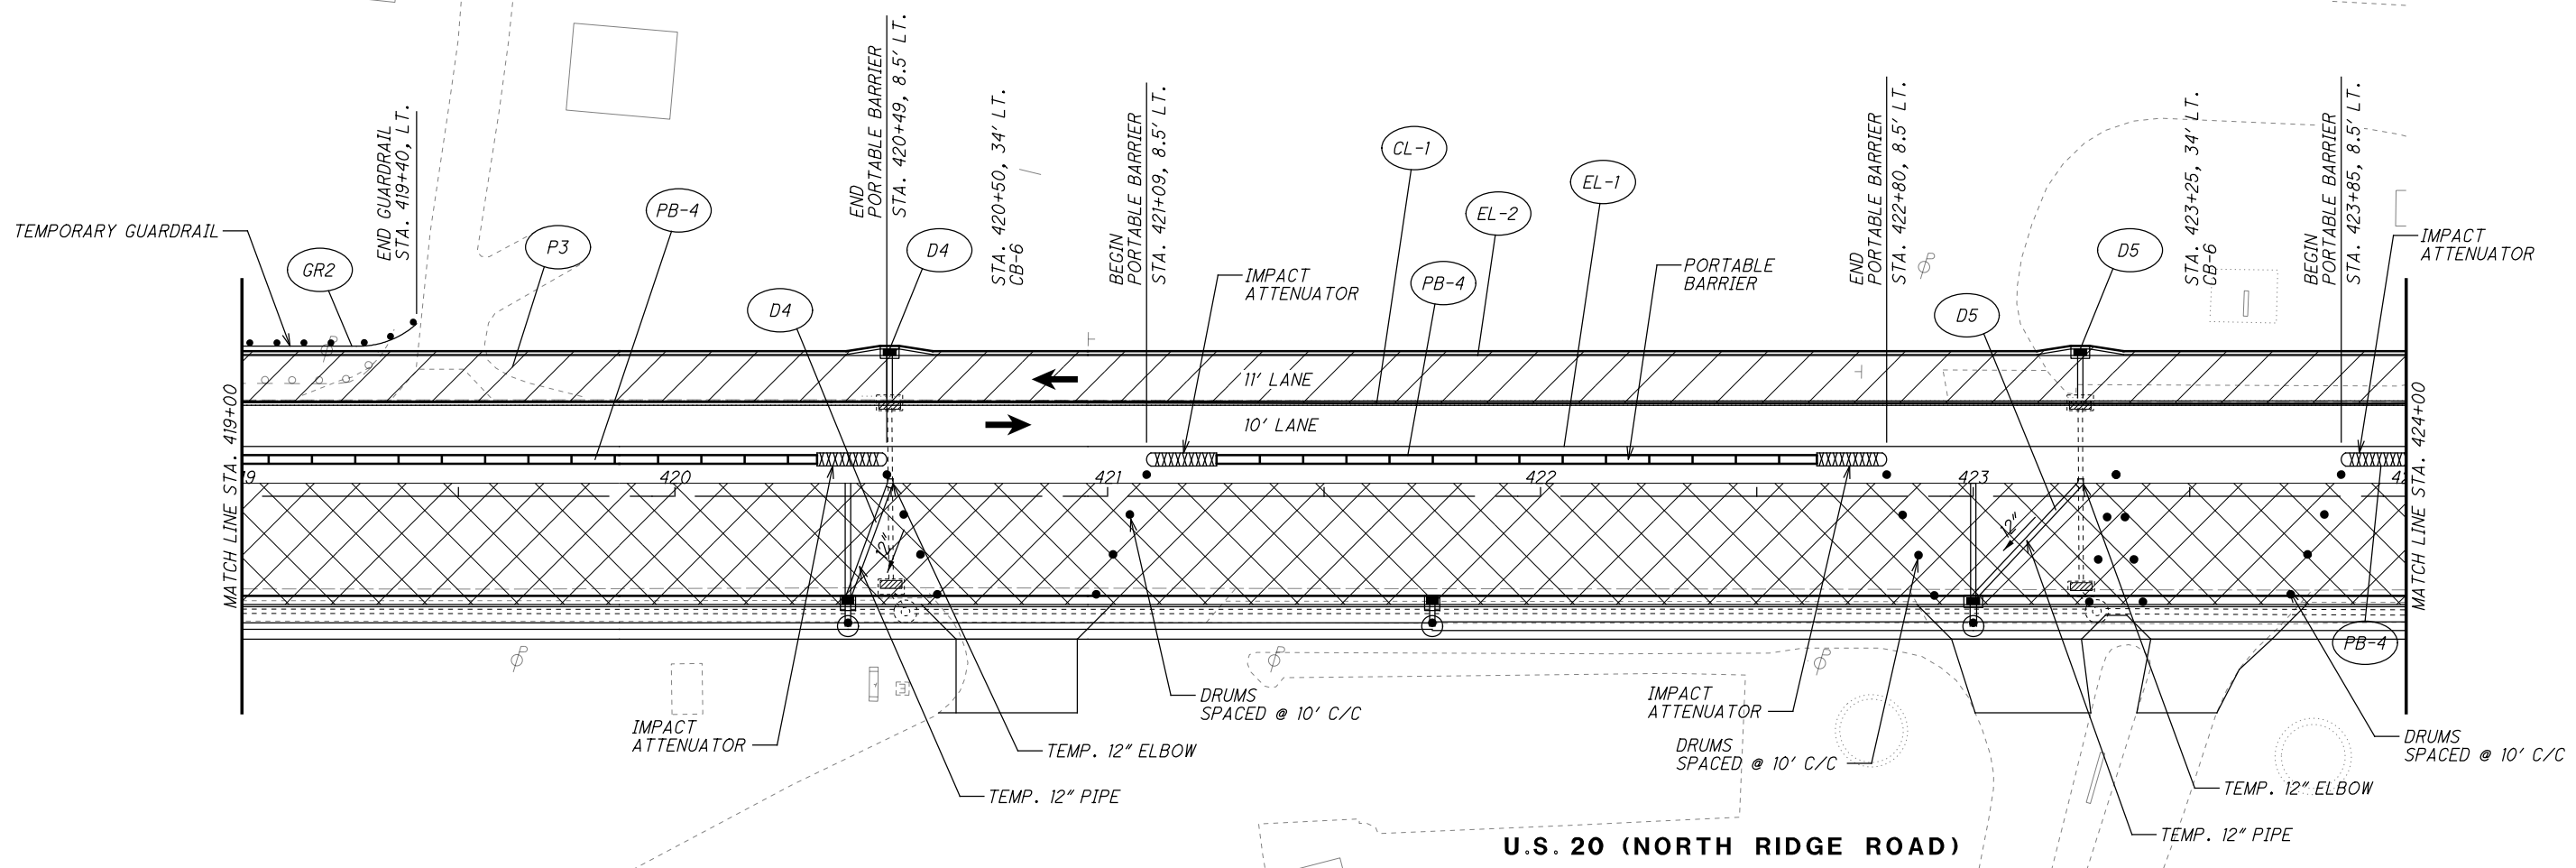 END GUARDRAIL
STA. 419+40, LT.
END
PORTABLE BARRIER
STA. 420+49, 8.5' LT.
STA. 420+50, 34' LT.
CB-6
BEGIN
PORTABLE BARRIER
STA. 421+09, 8.5' LT.
END
PORTABLE BARRIER
STA. 422+80, 8.5' LT.
STA. 423+25, 34' LT.
CB-6
BEGIN
PORTABLE BARRIER
STA. 423+85, 8.5' LT.
TEMPORARY GUARDRAIL
GR2
P3
PB-4
D4
D4
IMPACT
ATTENUATOR
CL-1
EL-2
EL-1
PB-4
PORTABLE
BARRIER
D5
D5
IMPACT
ATTENUATOR
11' LANE
10' LANE
MATCH LINE STA. 419+00
MATCH LINE STA. 424+00
9
420
421
422
423
42
12"
12"
PB-4
IMPACT
ATTENUATOR
TEMP. 12" ELBOW
TEMP. 12" PIPE
DRUMS
SPACED @ 10' C/C
IMPACT
ATTENUATOR
DRUMS
SPACED @ 10' C/C
DRUMS
SPACED @ 10' C/C
TEMP. 12" ELBOW
TEMP. 12" PIPE
U.S. 20 (NORTH RIDGE ROAD)